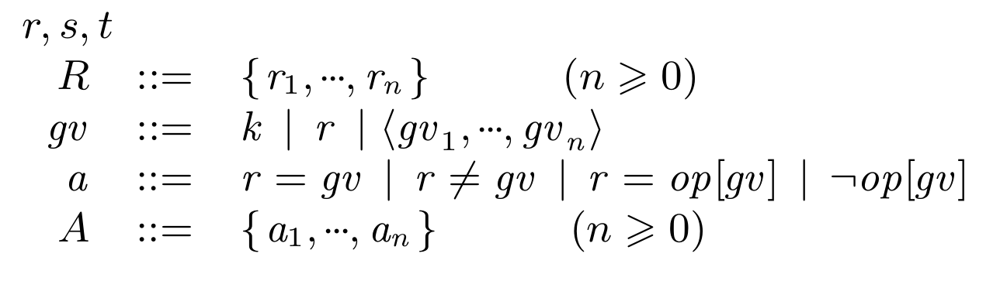 r, s, t
R ::= { r₁, ···, rₙ } (n ⩾ 0)
gv ::= k | r | ⟨gv₁, ···, gvₙ⟩
a ::= r = gv | r ≠ gv | r = op[gv] | ¬op[gv]
A ::= { a₁, ···, aₙ } (n ⩾ 0)